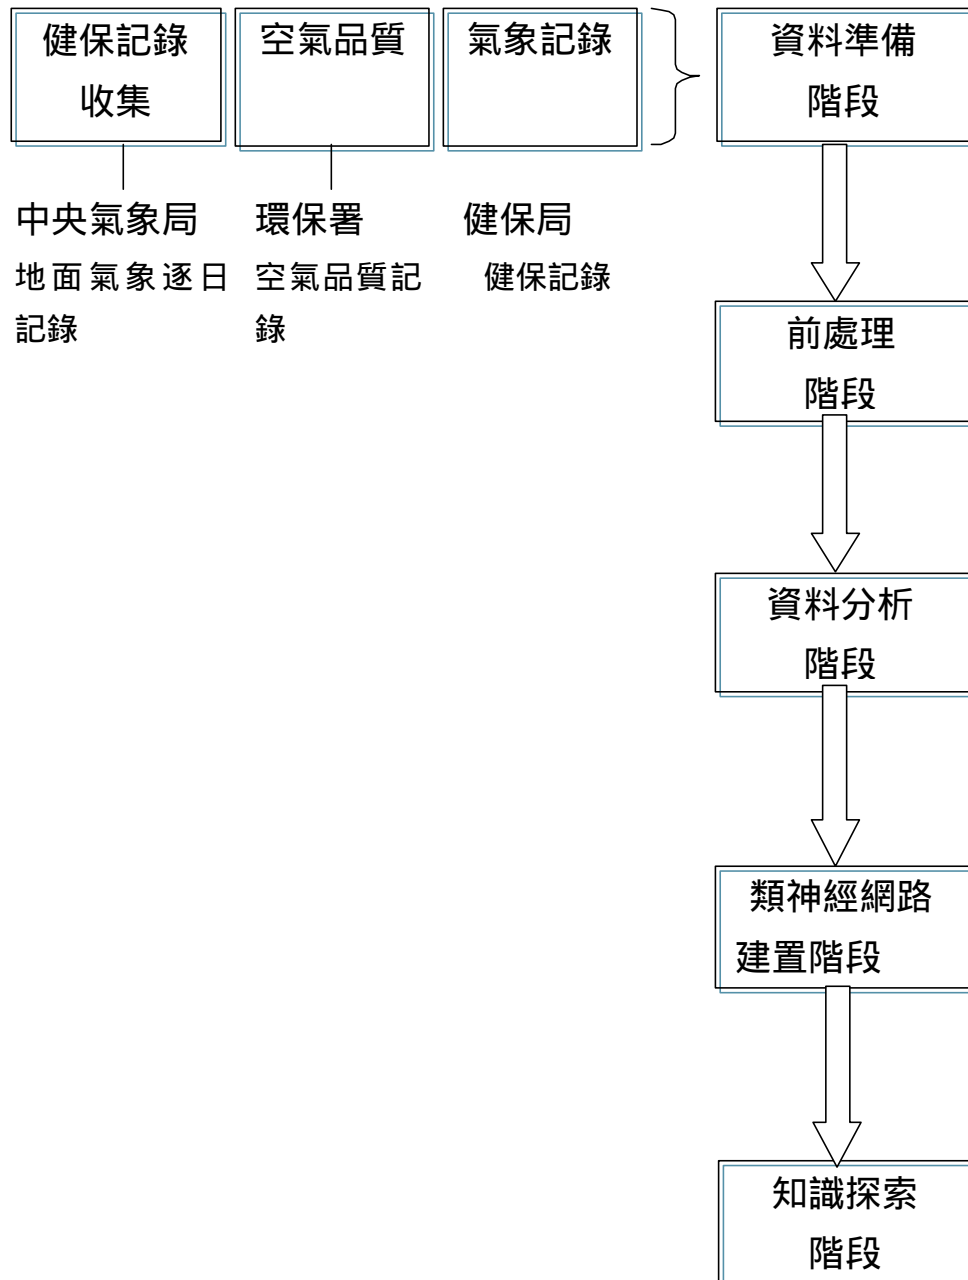 健保記錄
收集
空氣品質
氣象記錄
資料準備
階段
中央氣象局
地面氣象逐日
記錄
環保署
空氣品質記
錄
健保局
健保記錄
前處理
階段
資料分析
階段
類神經網路
建置階段
知識探索
階段